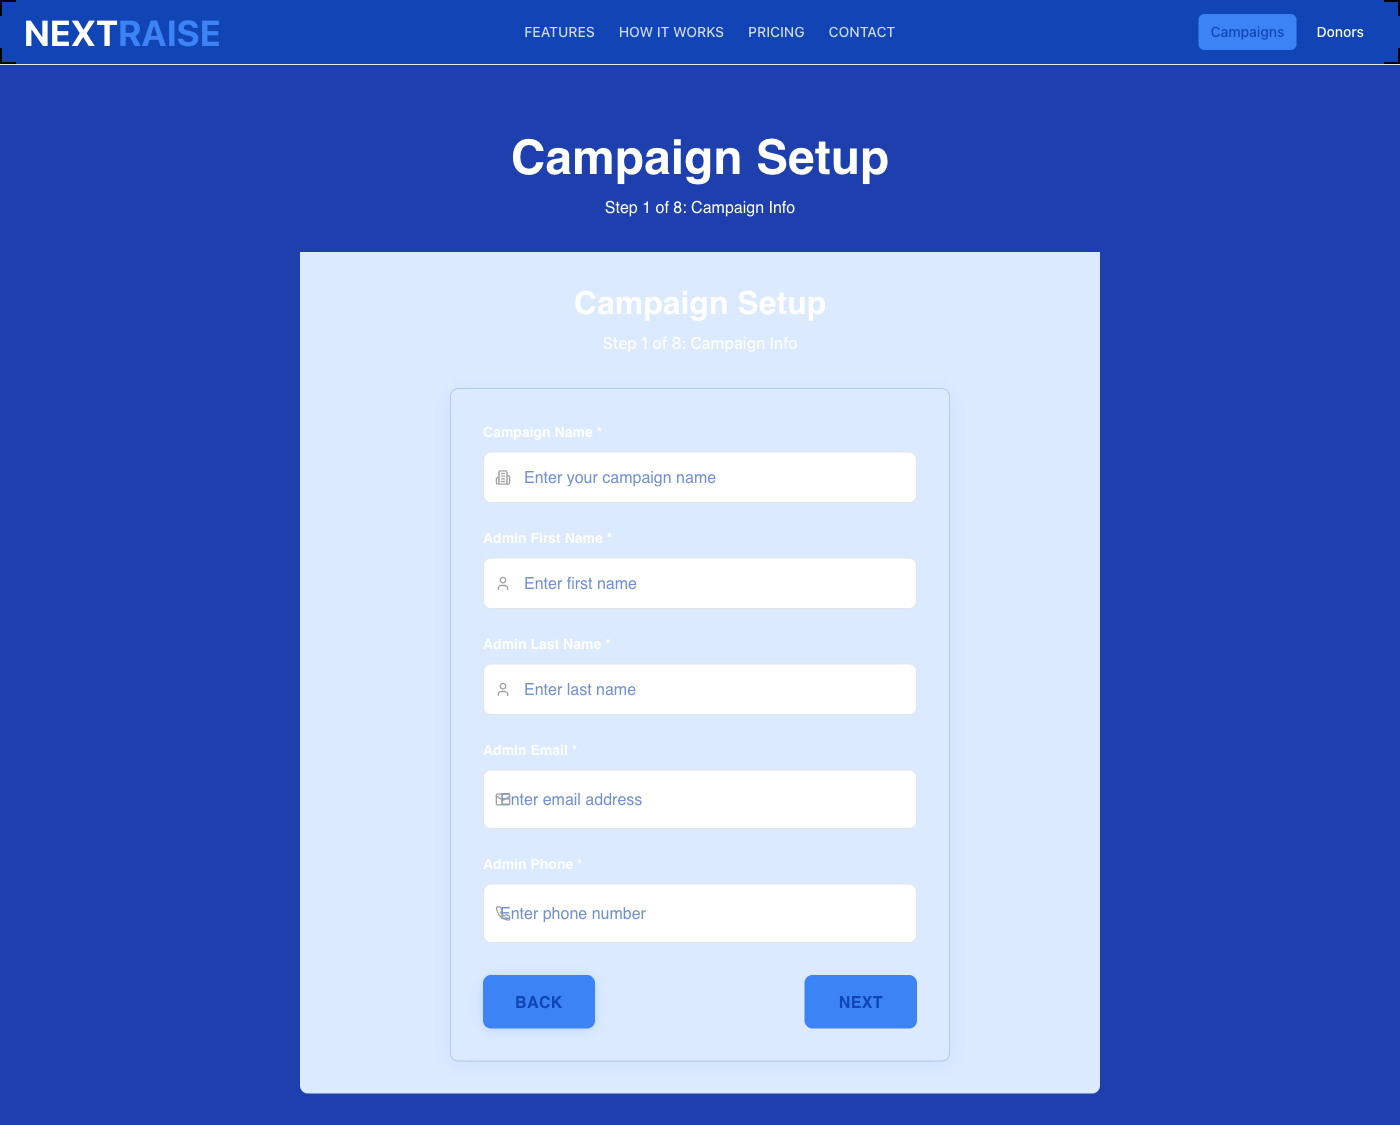 NEXTRAISE
FEATURES HOW IT WORKS PRICING CONTACT
Campaigns Donors
Campaign Setup
Step 1 of 8: Campaign Info
Campaign Setup
Step 1 of 8: Campaign Info
Campaign Name *
Enter your campaign name
Admin First Name *
Enter first name
Admin Last Name *
Enter last name
Admin Email *
Enter email address
Admin Phone *
Enter phone number
BACK NEXT